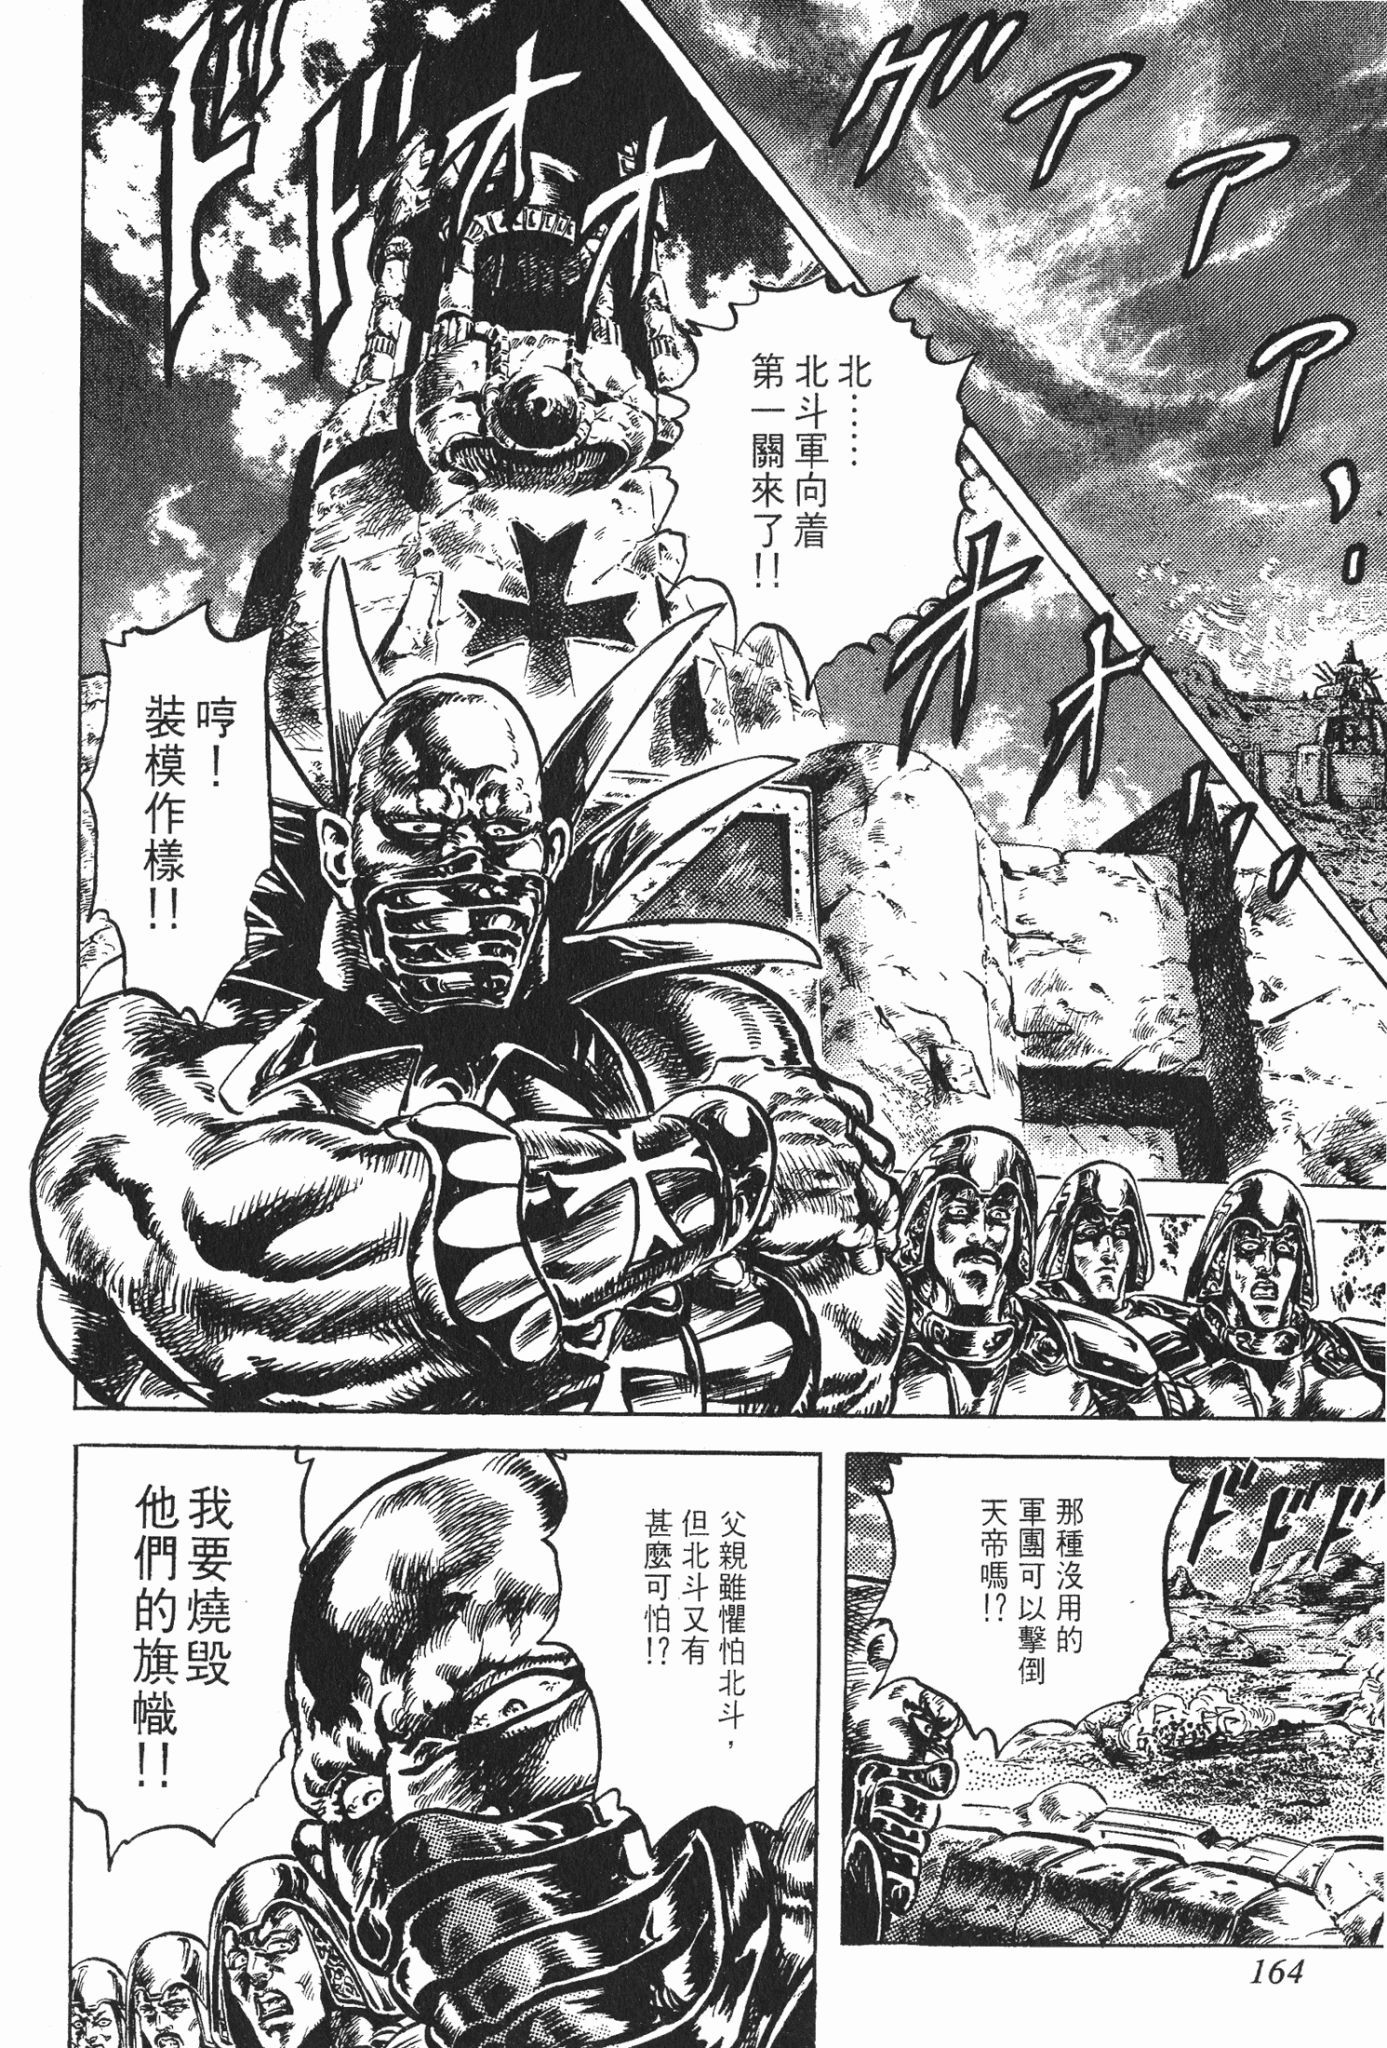 グアアア…
ドドオオ
オオオオ
北……
北斗軍向着
第一關來了!!
哼！
裝模作樣!!
ドドド
那種沒用的
軍團可以擊倒
天帝嗎!?
父親雖懼怕北斗，
但北斗又有
甚麼可怕!?
我要燒毀
他們的旗幟!!
164